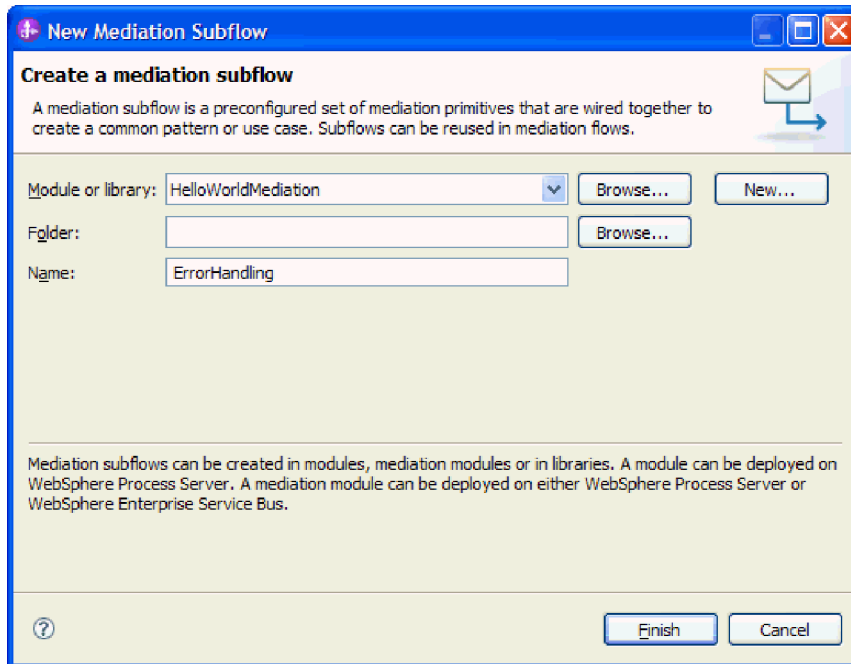 New Mediation Subflow
Create a mediation subflow
A mediation subflow is a preconfigured set of mediation primitives that are wired together to
create a common pattern or use case. Subflows can be reused in mediation flows.
Module or library: HelloWorldMediation Browse... New...
Folder: Browse...
Name: ErrorHandling
Mediation subflows can be created in modules, mediation modules or in libraries. A module can be deployed on
WebSphere Process Server. A mediation module can be deployed on either WebSphere Process Server or
WebSphere Enterprise Service Bus.
? Finish Cancel